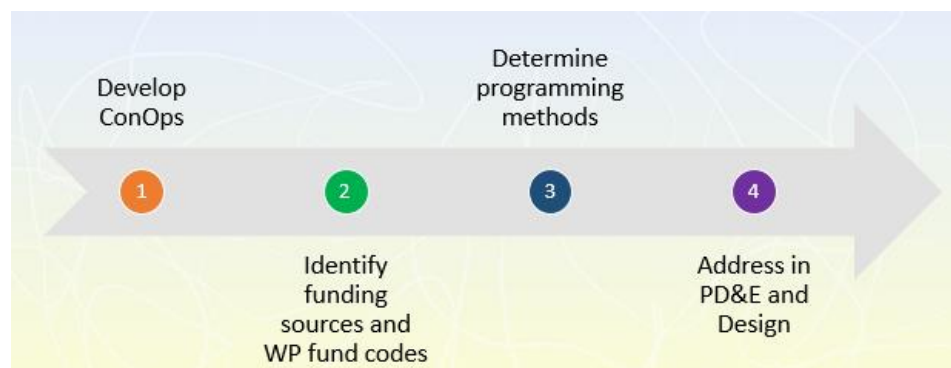 Develop
ConOps
1
Identify
funding
sources and
WP fund codes
2
Determine
programming
methods
3
Address in
PD&E and
Design
4